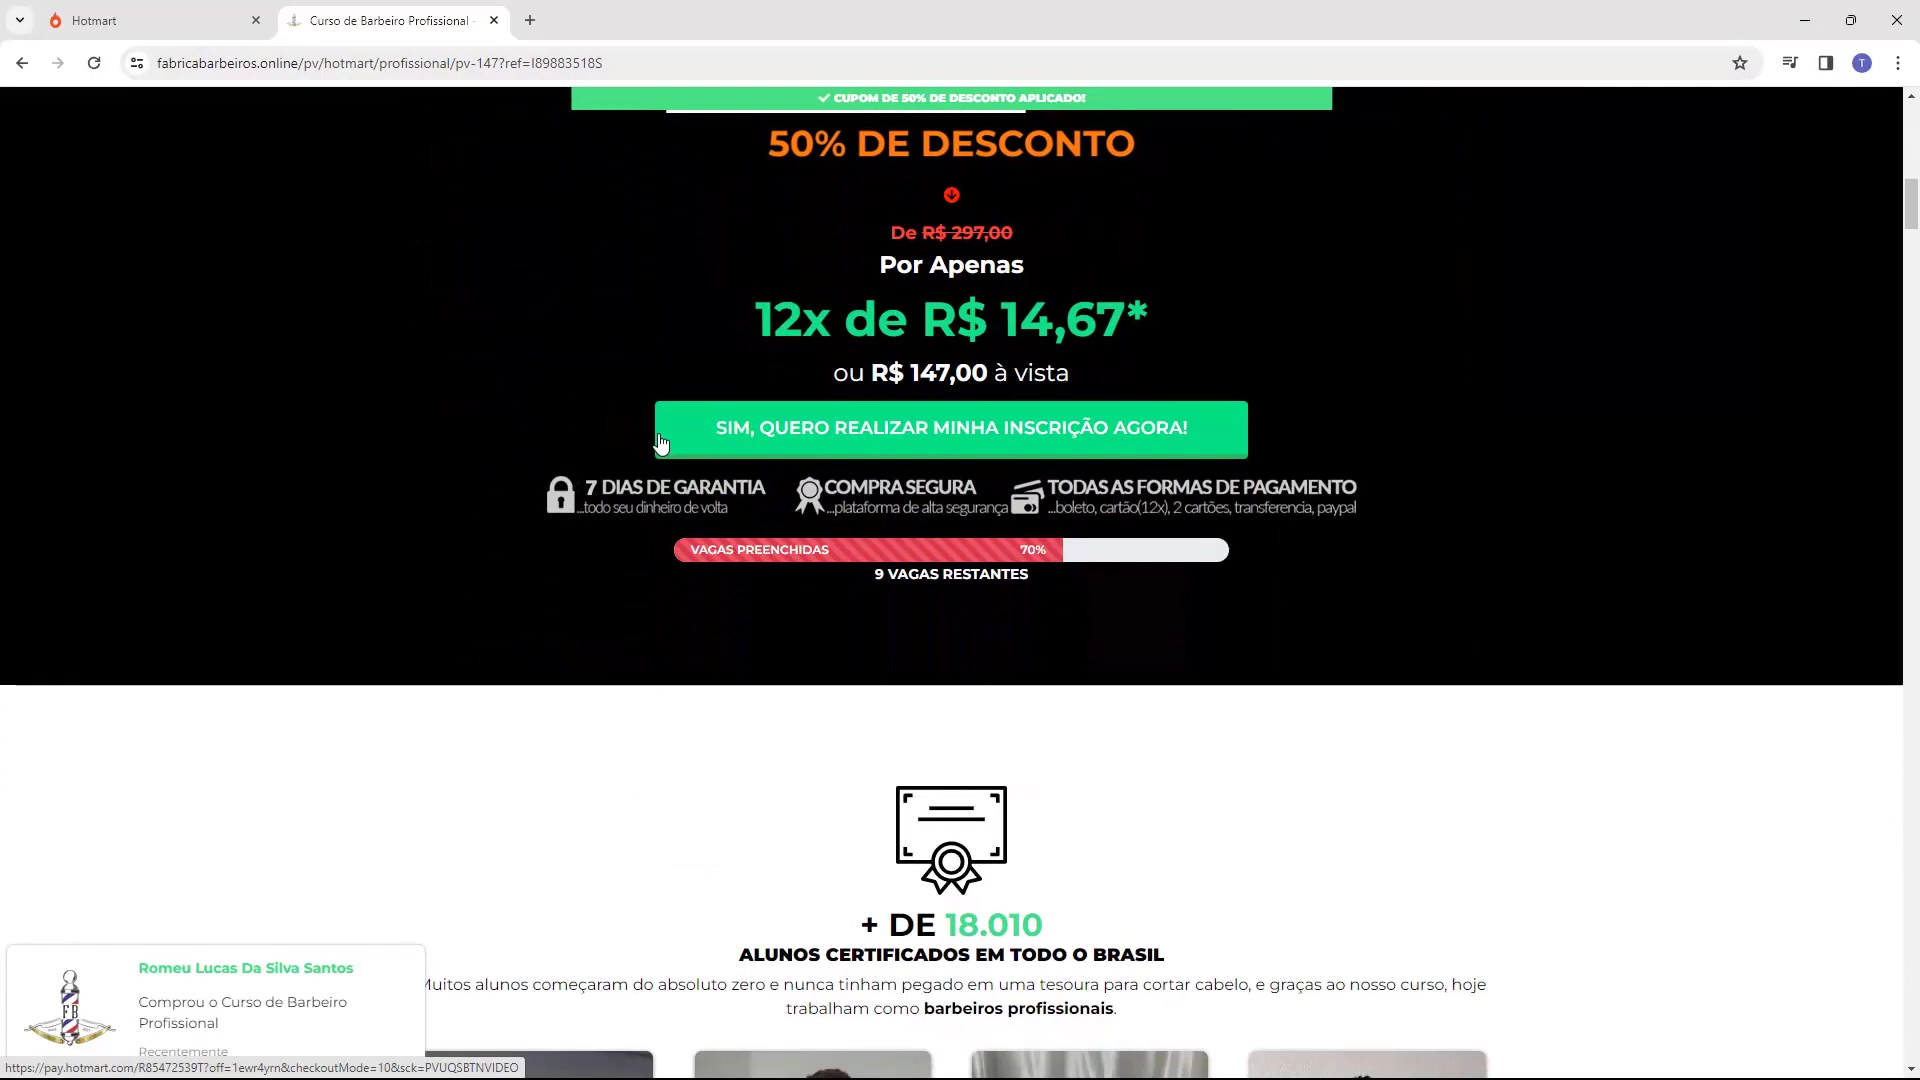 Hotmart
Curso de Barbeiro Profissional -
fabricabarbeiros.online/pv/hotmart/profissional/pv-147?ref=I89883518S
T
CUPOM DE 50% DE DESCONTO APLICADO!
50% DE DESCONTO
De R$ 297,00
Por Apenas
12x de R$ 14,67*
ou R$ 147,00 à vista
SIM, QUERO REALIZAR MINHA INSCRIÇÃO AGORA!
7 DIAS DE GARANTIA
...todo seu dinheiro de volta
COMPRA SEGURA
...plataforma de alta segurança
TODAS AS FORMAS DE PAGAMENTO
...boleto, cartão(12x), 2 cartões, transferencia, paypal
VAGAS PREENCHIDAS 70%
9 VAGAS RESTANTES
+ DE 18.010
ALUNOS CERTIFICADOS EM TODO O BRASIL
Muitos alunos começaram do absoluto zero e nunca tinham pegado em uma tesoura para cortar cabelo, e graças ao nosso curso, hoje
trabalham como barbeiros profissionais.
FB
Romeu Lucas Da Silva Santos
Comprou o Curso de Barbeiro
Profissional
Recentemente
https://pay.hotmart.com/R85472539T?off=1ewr4yrn&checkoutMode=10&sck=PVUQSBTNVIDEO